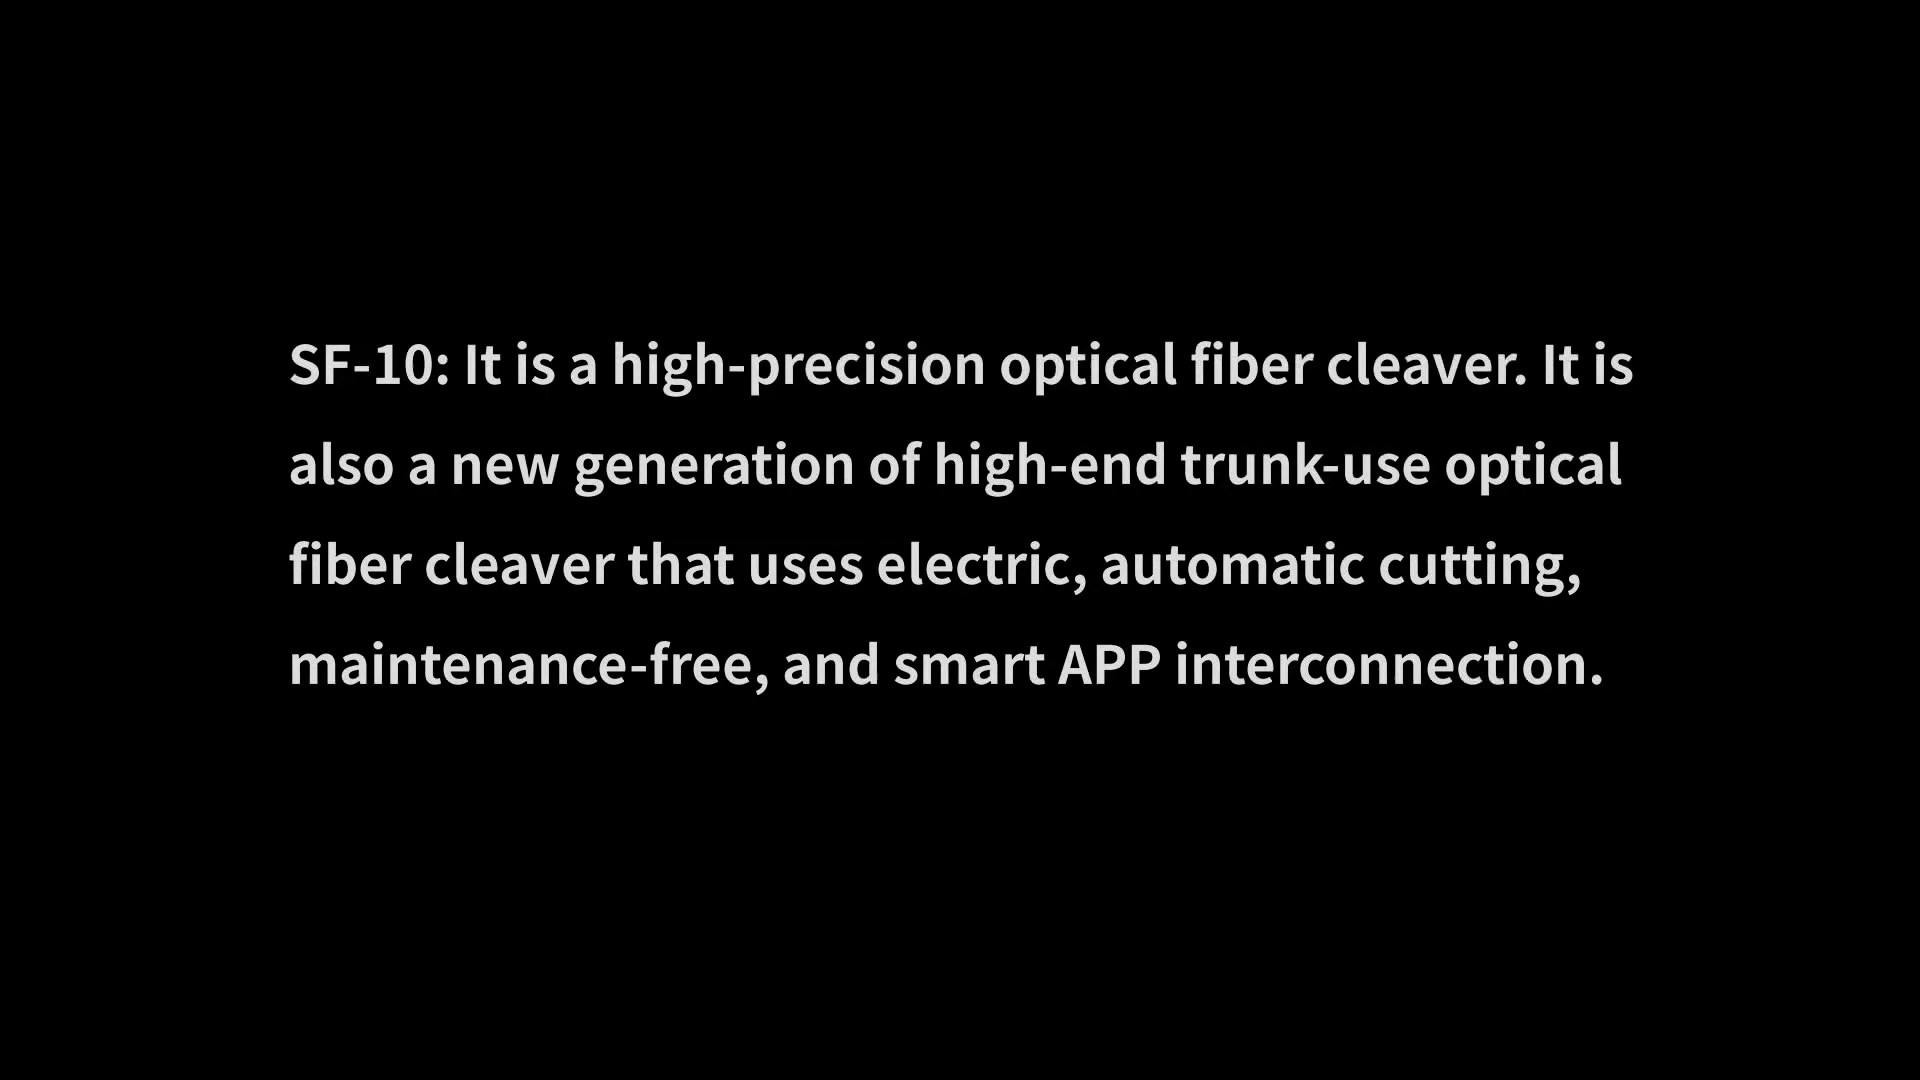 SF-10: It is a high-precision optical fiber cleaver. It is
also a new generation of high-end trunk-use optical
fiber cleaver that uses electric, automatic cutting,
maintenance-free, and smart APP interconnection.